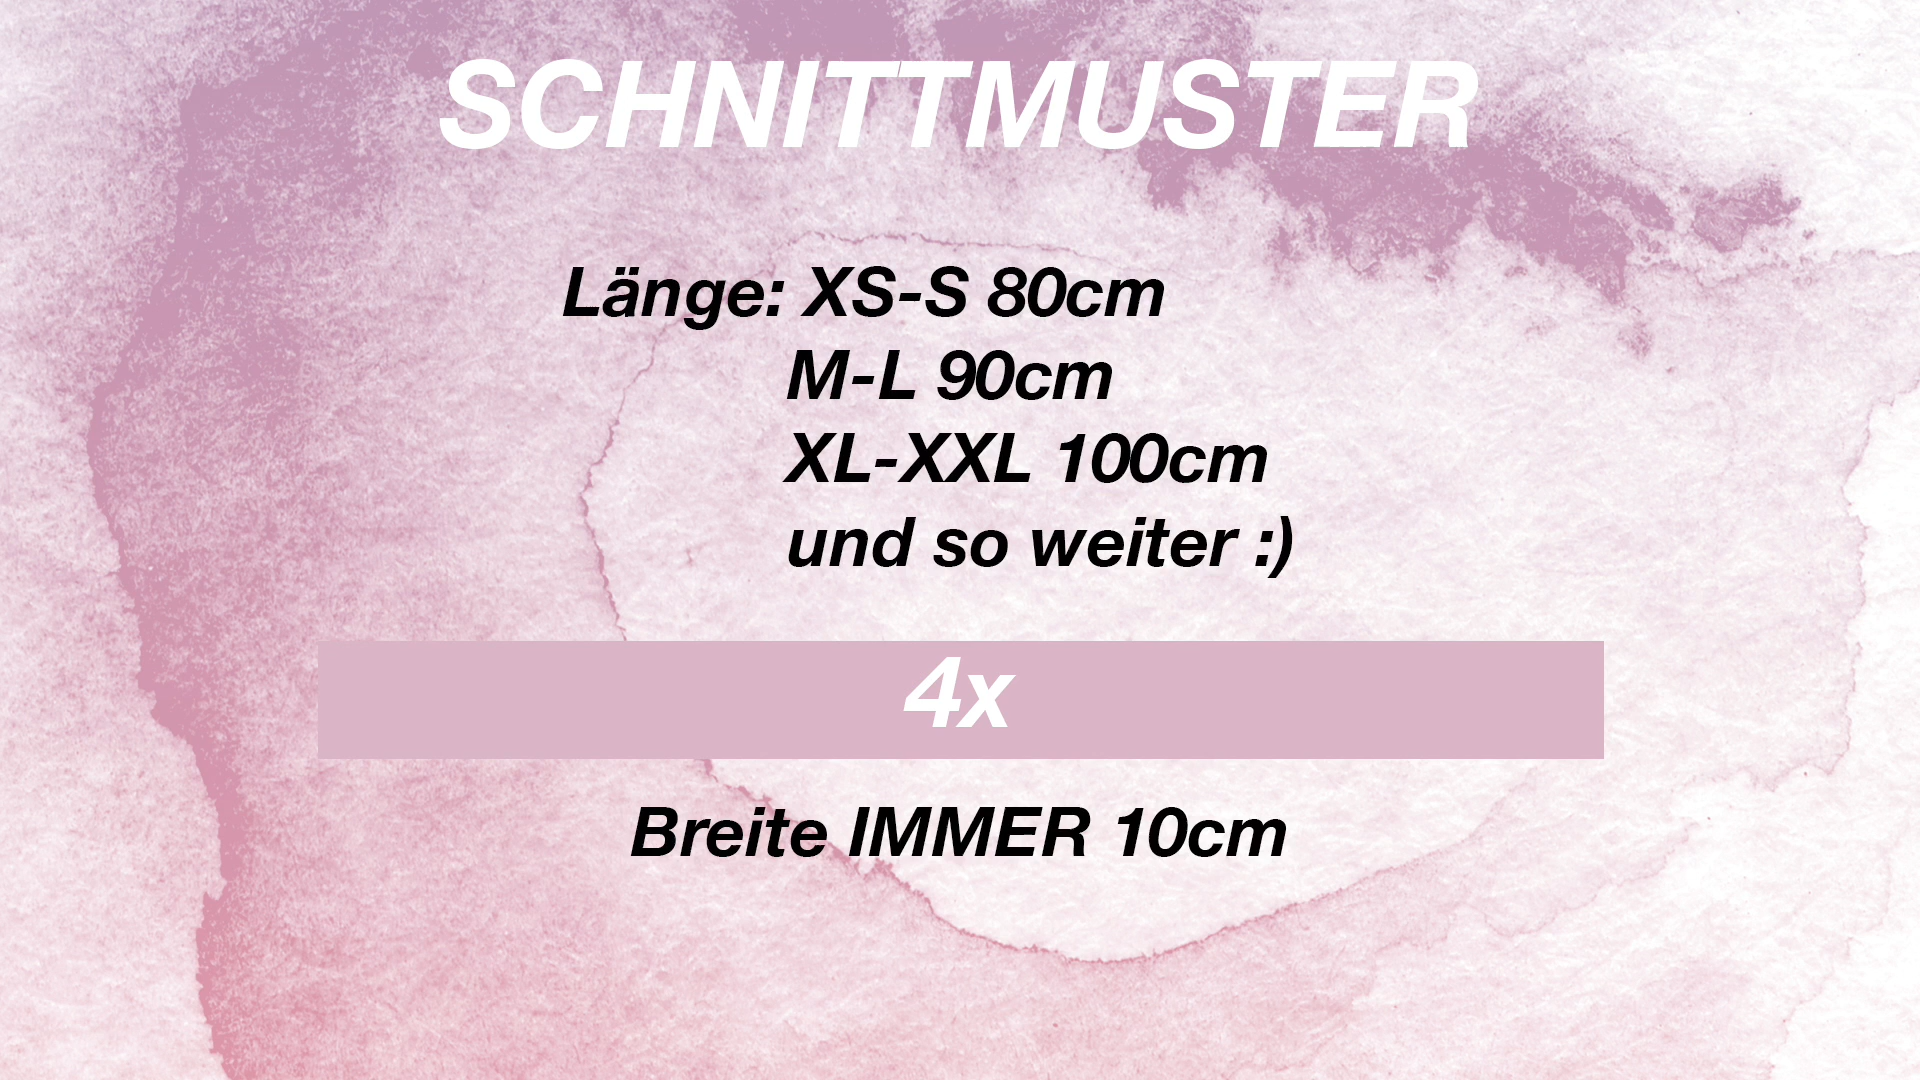 SCHNITTMUSTER
Länge: XS-S 80cm
M-L 90cm
XL-XXL 100cm
und so weiter :)
4x
Breite IMMER 10cm